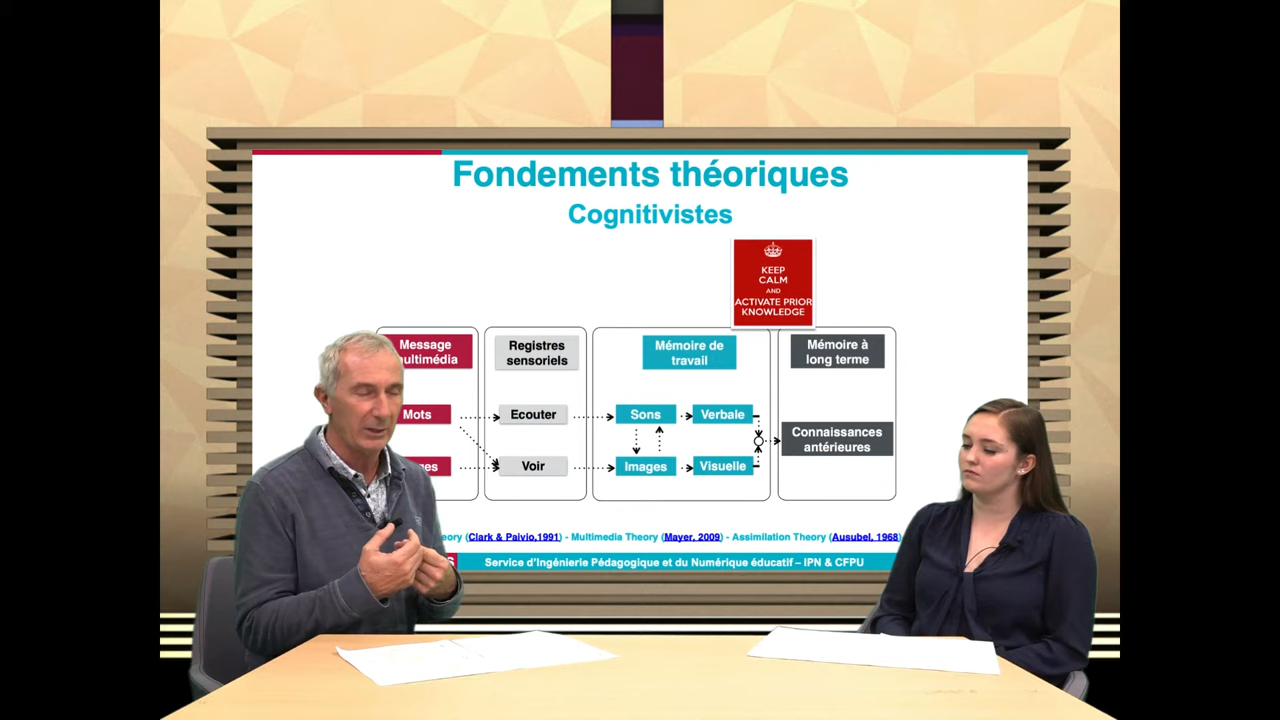 Fondements théoriques
Cognitivistes
KEEP
CALM
AND
ACTIVATE PRIOR
KNOWLEDGE
Message
Registres
sensoriels
Mémoire de
travail
Mémoire à
long terme
Mots
Ecouter
Sons
Verbale
Connaissances
antérieures
Voir
Images
Visuelle
(Clark & Paivio,1991) - Multimedia Theory (Mayer, 2009) - Assimilation Theory (Ausubel, 1968)
Service d'Ingénierie Pédagogique et du Numérique éducatif – IPN & CFPU